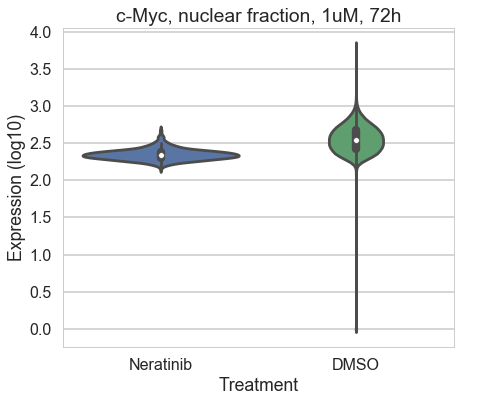 c-Myc, nuclear fraction, 1uM, 72h
4.0
3.5
3.0
2.5
2.0
1.5
1.0
0.5
0.0
Expression (log10)
Neratinib
DMSO
Treatment